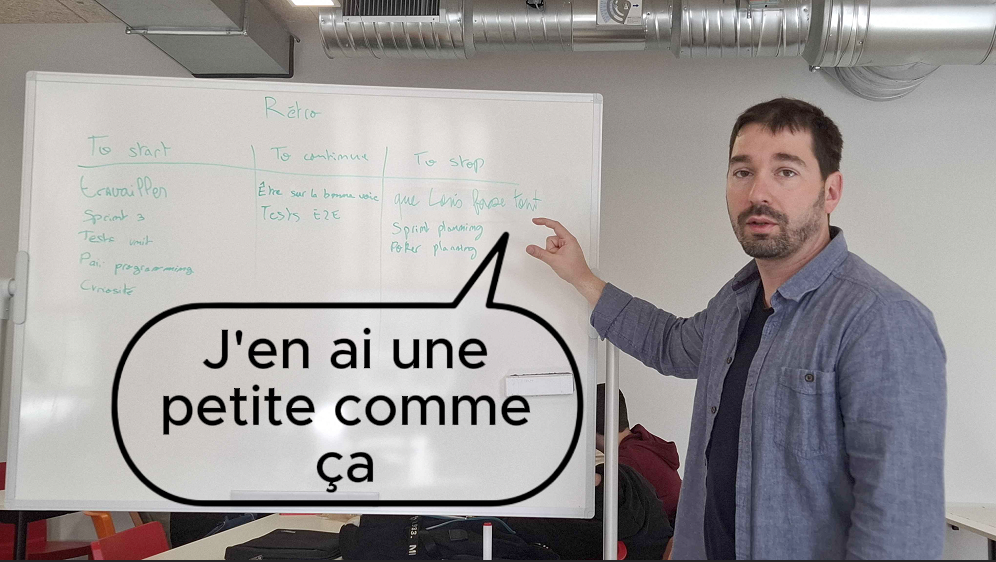 Rétro
To start
To continue
To stop
travailler
Sprint 3
Tests unit
Pair programming
Curiosité
Être sur la bonne voie
Tests E2E
que Loris fasse tout
Sprint planning
Poker planning
J'en ai une
petite comme
ça